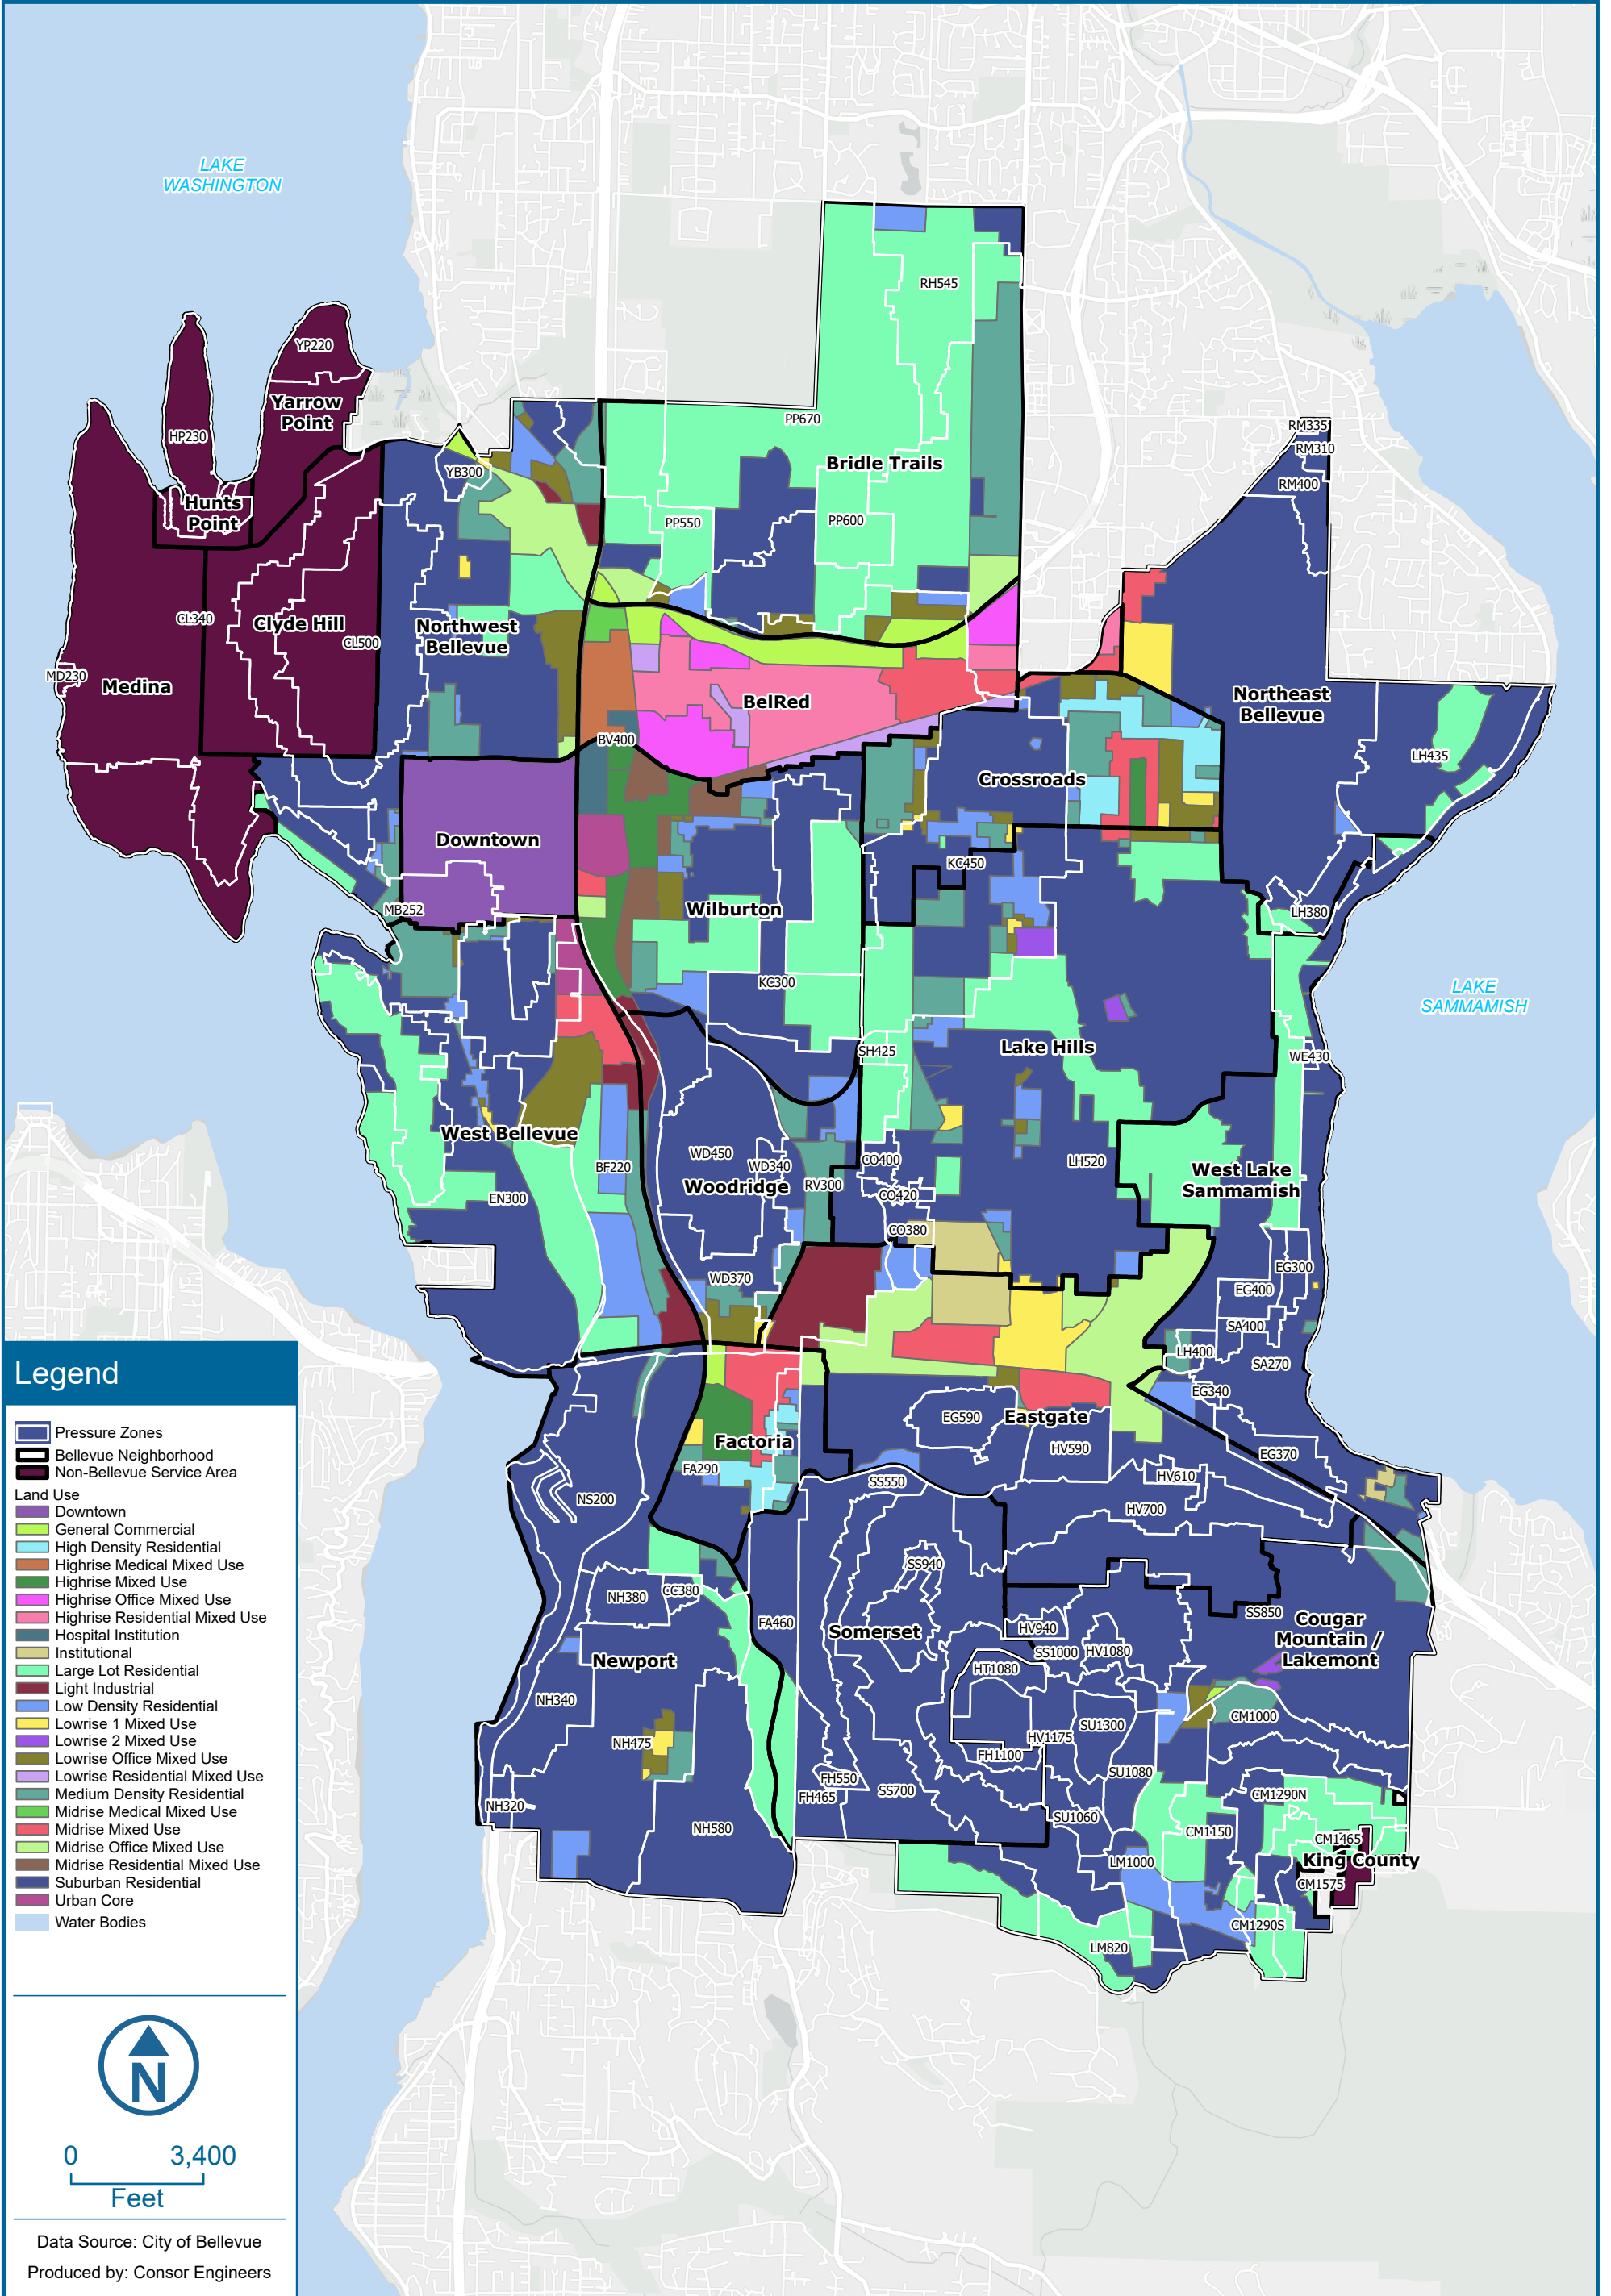 LAKE
WASHINGTON
RH545
YP220
Yarrow
Point
HP230
PP670
RM335
RM310
Bridle Trails
YB300
RM400
Hunts
Point
PP550
PP600
CL340
Clyde Hill
CL500
Northwest
Bellevue
MD230
Medina
BelRed
Northeast
Bellevue
BV400
LH435
Crossroads
Downtown
KC450
MB252
Wilburton
LH380
KC300
LAKE
SAMMAMISH
SH425
Lake Hills
WE430
West Bellevue
WD450
WD340
CO400
LH520
BF220
Woodridge
RV300
CO420
West Lake
Sammamish
EN300
CO380
WD370
EG300
EG400
SA400
LH400
SA270
EG340
EG590
Eastgate
Factoria
HV590
EG370
FA290
SS550
HV610
NS200
HV700
SS940
NH380
CC380
SS850
FA460
Somerset
HV940
Cougar
Mountain /
Lakemont
SS1000
HV1080
Newport
HT1080
NH340
CM1000
SU1300
HV1175
NH475
FH1100
SU1080
FH550
SS700
FH465
CM1290N
NH320
SU1060
NH580
CM1150
CM1465
LM1000
King County
CM1575
CM1290S
LM820
Legend
Pressure Zones
Bellevue Neighborhood
Non-Bellevue Service Area
Land Use
Downtown
General Commercial
High Density Residential
Highrise Medical Mixed Use
Highrise Mixed Use
Highrise Office Mixed Use
Highrise Residential Mixed Use
Hospital Institution
Institutional
Large Lot Residential
Light Industrial
Low Density Residential
Lowrise 1 Mixed Use
Lowrise 2 Mixed Use
Lowrise Office Mixed Use
Lowrise Residential Mixed Use
Medium Density Residential
Midrise Medical Mixed Use
Midrise Mixed Use
Midrise Office Mixed Use
Midrise Residential Mixed Use
Suburban Residential
Urban Core
Water Bodies
N
0 3,400
Feet
Data Source: City of Bellevue
Produced by: Consor Engineers